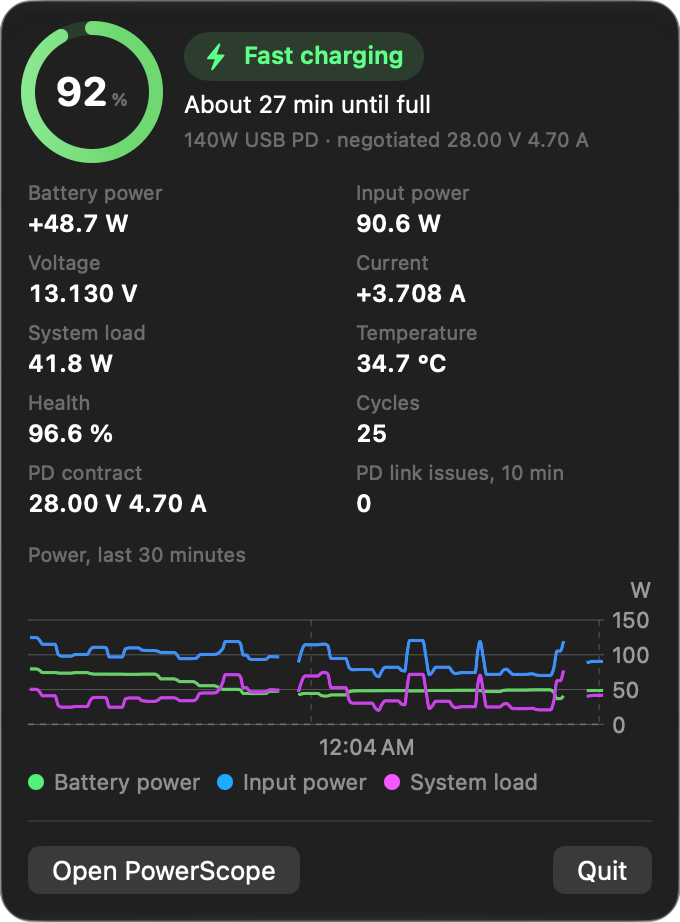 92 %
Fast charging
About 27 min until full
140W USB PD · negotiated 28.00 V 4.70 A
Battery power
+48.7 W
Input power
90.6 W
Voltage
13.130 V
Current
+3.708 A
System load
41.8 W
Temperature
34.7 °C
Health
96.6 %
Cycles
25
PD contract
28.00 V 4.70 A
PD link issues, 10 min
0
Power, last 30 minutes
W
150
100
50
0
12:04 AM
Battery power
Input power
System load
Open PowerScope
Quit